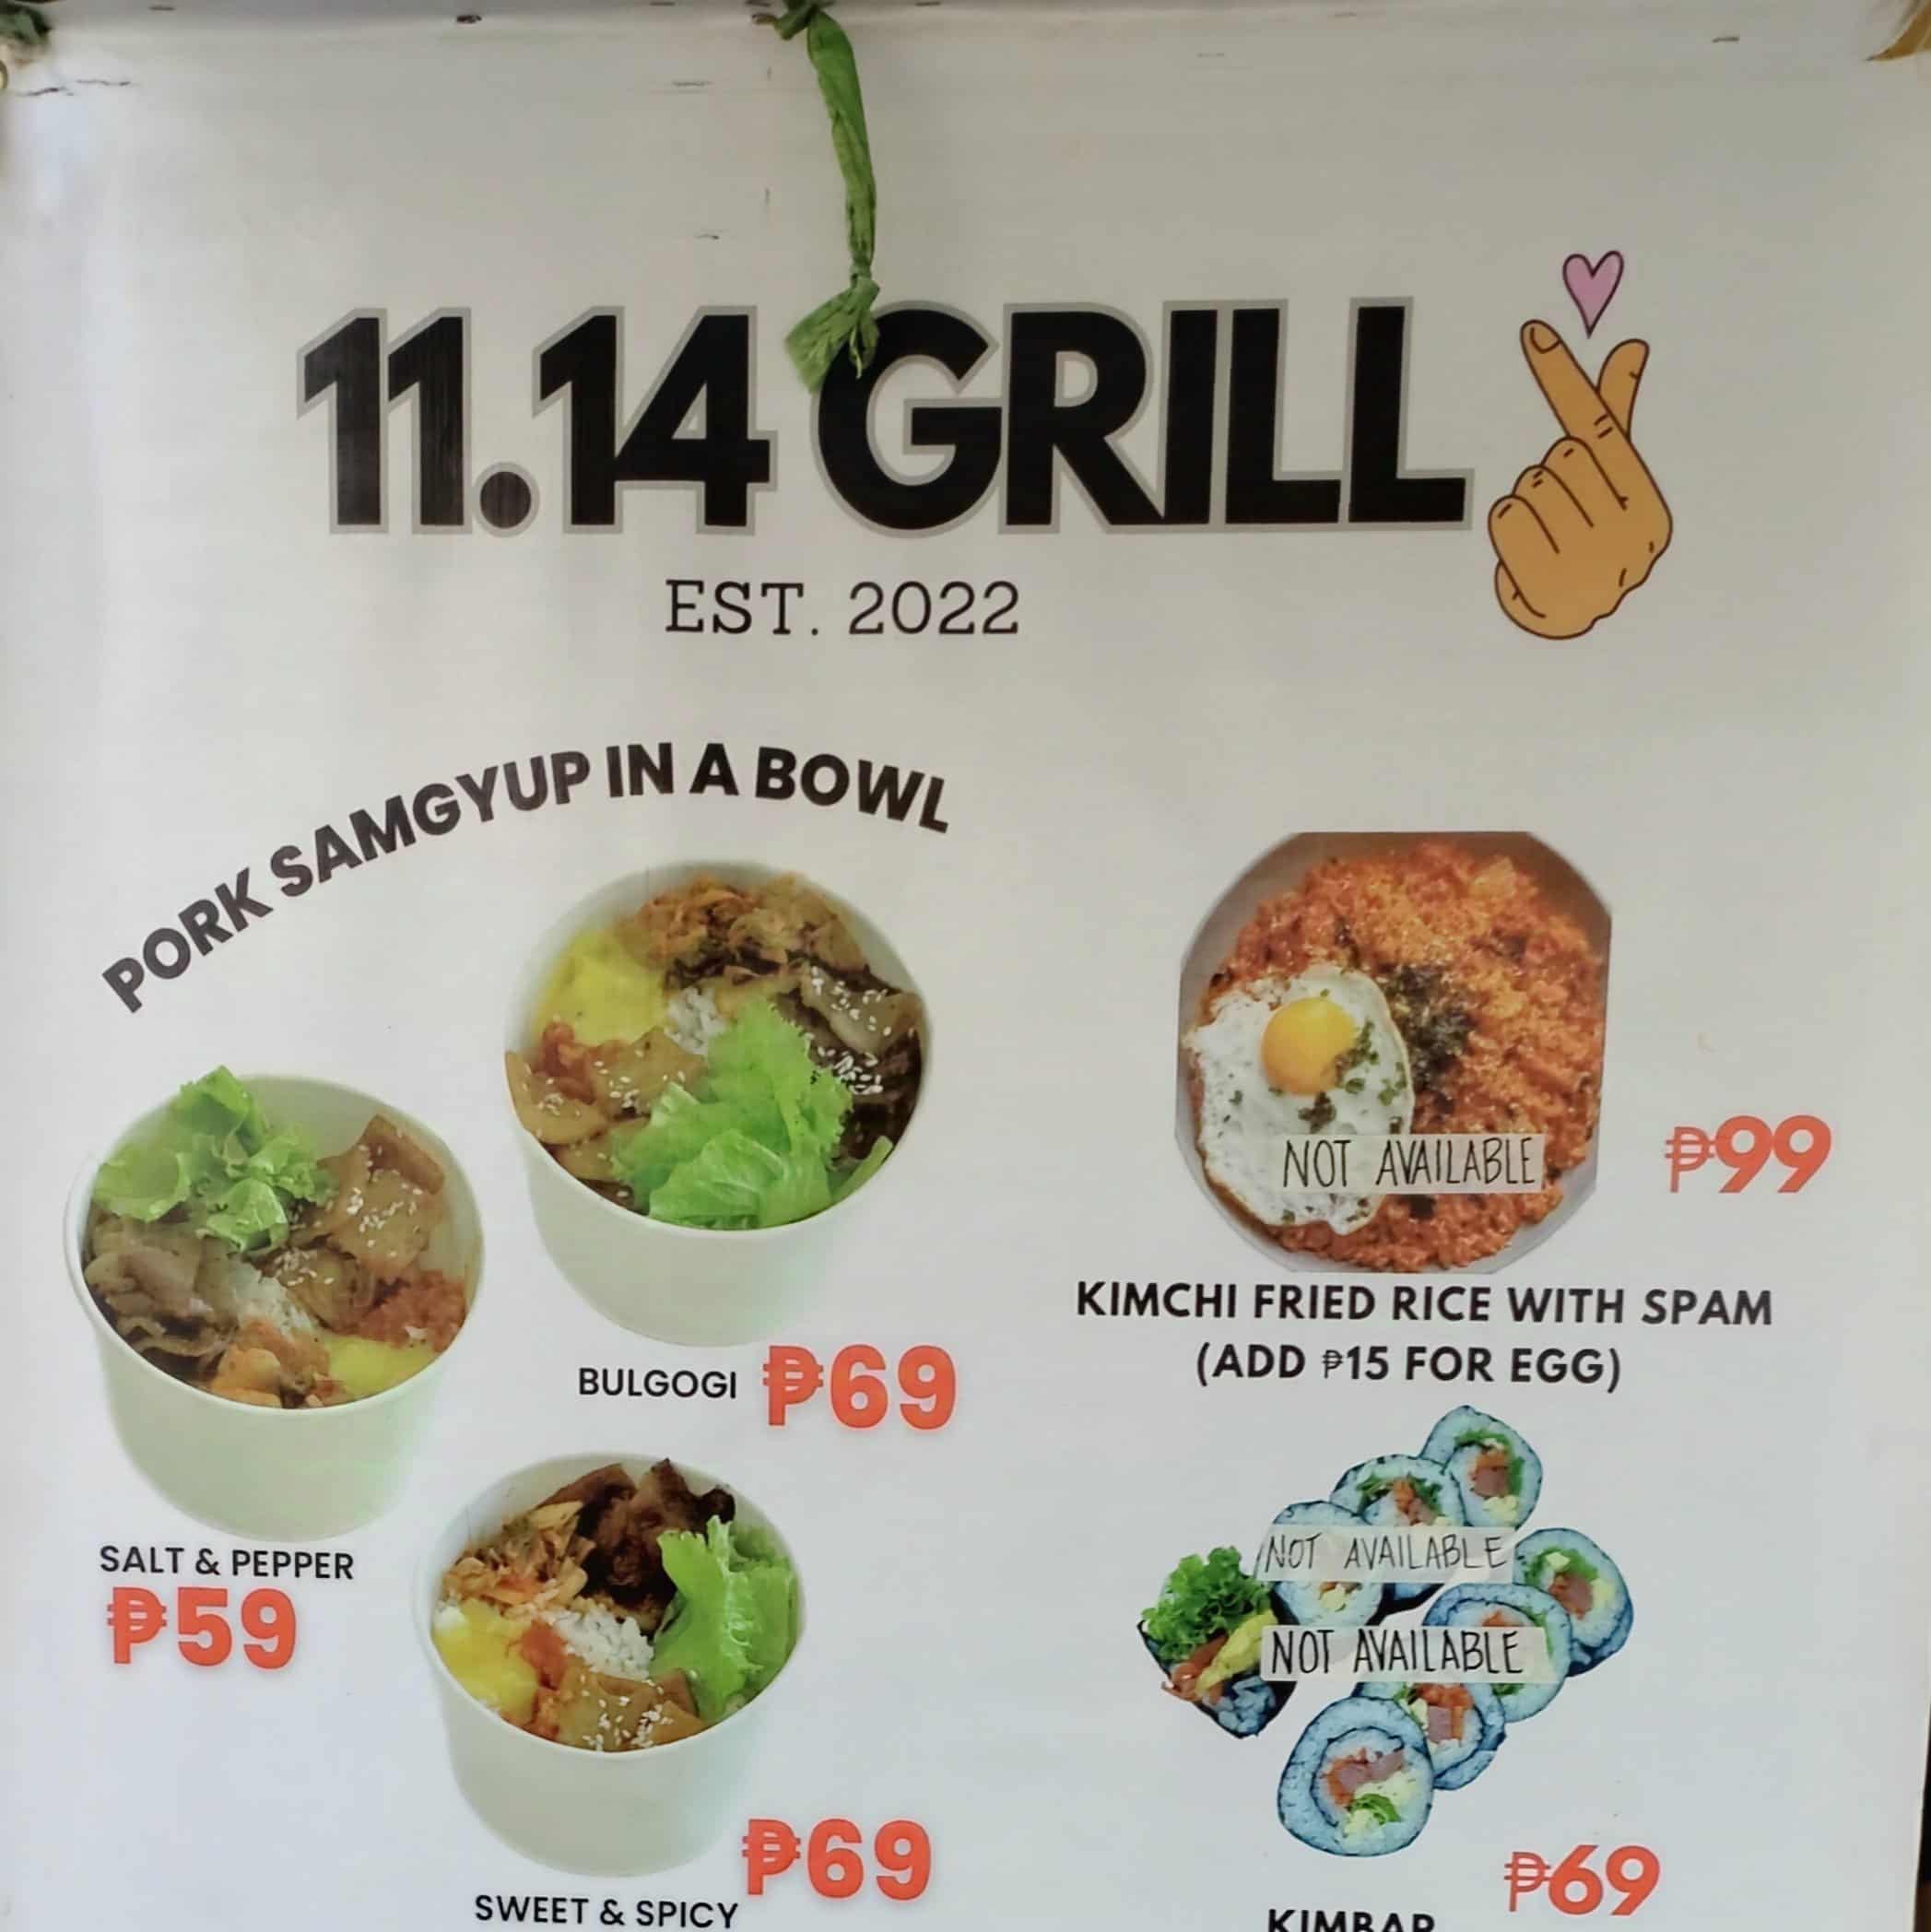 11.14 GRILL
EST. 2022
PORK SAMGYUP IN A BOWL
BULGOGI ₱69
SALT & PEPPER
₱59
₱69
SWEET & SPICY
NOT AVAILABLE
₱99
KIMCHI FRIED RICE WITH SPAM
(ADD ₱15 FOR EGG)
NOT AVAILABLE
NOT AVAILABLE
₱69
KIMBAP